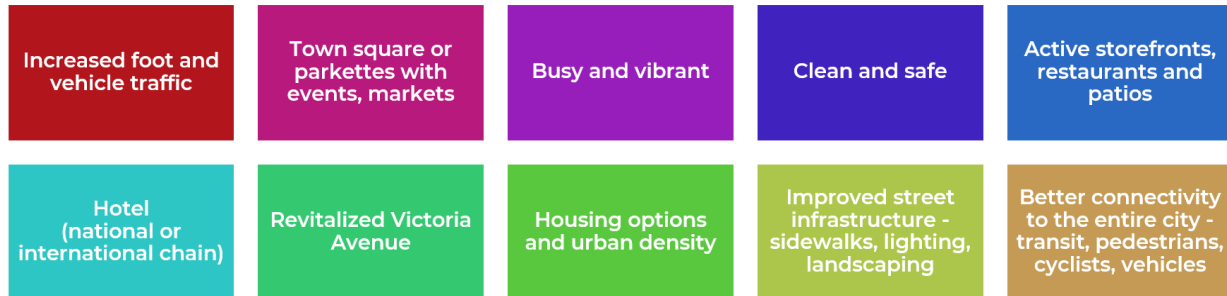 Increased foot and
vehicle traffic
Town square or
parkettes with
events, markets
Busy and vibrant
Clean and safe
Active storefronts,
restaurants and
patios
Hotel
(national or
international chain)
Revitalized Victoria
Avenue
Housing options
and urban density
Improved street
infrastructure -
sidewalks, lighting,
landscaping
Better connectivity
to the entire city -
transit, pedestrians,
cyclists, vehicles